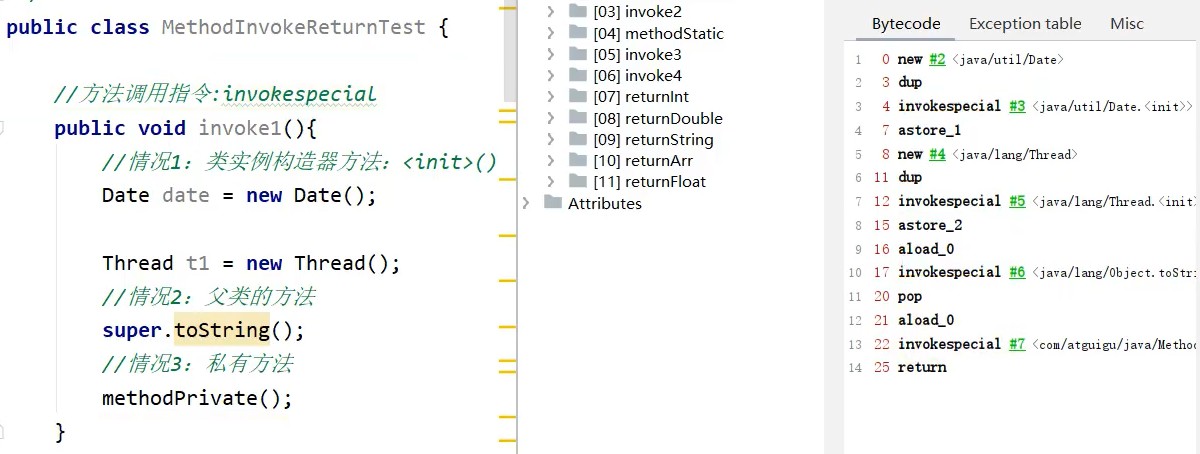 public class MethodInvokeReturnTest {
//方法调用指令:invokespecial
public void invoke1(){
//情况1: 类实例构造器方法: <init>()
Date date = new Date();
Thread t1 = new Thread();
//情况2: 父类的方法
super.toString();
//情况3: 私有方法
methodPrivate();
}
[03] invoke2
[04] methodStatic
[05] invoke3
[06] invoke4
[07] returnInt
[08] returnDouble
[09] returnString
[10] returnArr
[11] returnFloat
Attributes
Bytecode Exception table Misc
1 0 new #2 <java/util/Date>
2 3 dup
3 4 invokespecial #3 <java/util/Date.<init>>
4 7 astore_1
5 8 new #4 <java/lang/Thread>
6 11 dup
7 12 invokespecial #5 <java/lang/Thread.<init
8 15 astore_2
9 16 aload_0
10 17 invokespecial #6 <java/lang/Object.toStri
11 20 pop
12 21 aload_0
13 22 invokespecial #7 <com/atguigu/java/Metho
14 25 return